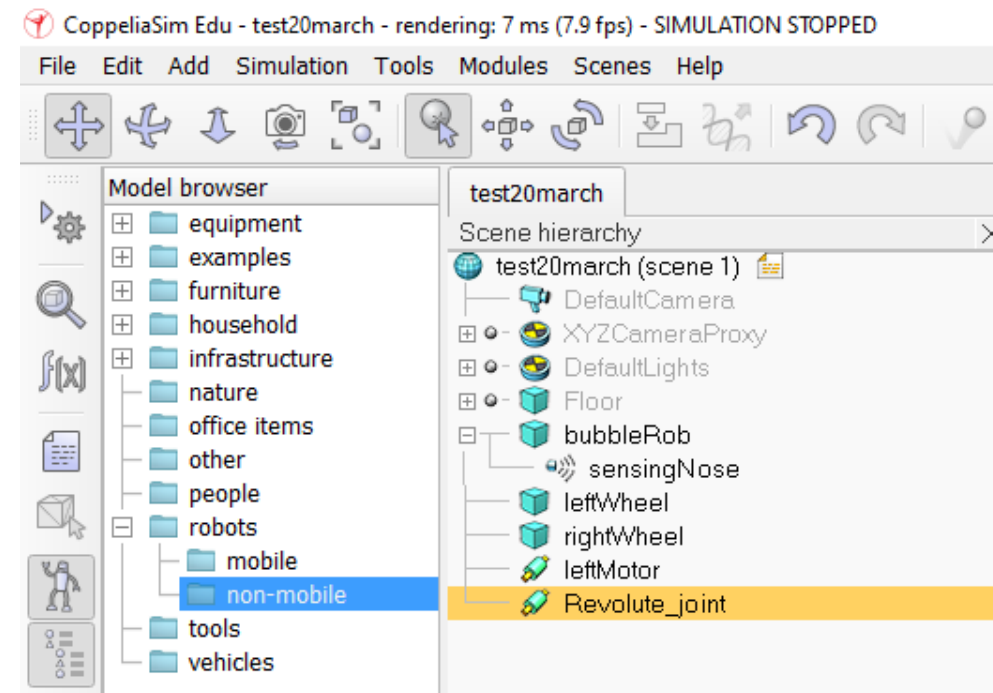 CoppeliaSim Edu - test20march - rendering: 7 ms (7.9 fps) - SIMULATION STOPPED
File Edit Add Simulation Tools Modules Scenes Help
Model browser
equipment
examples
furniture
household
infrastructure
nature
office items
other
people
robots
mobile
non-mobile
tools
vehicles
f(x)
test20march
Scene hierarchy
test20march (scene 1)
DefaultCamera
XYZCameraProxy
DefaultLights
Floor
bubbleRob
sensingNose
leftWheel
rightWheel
leftMotor
Revolute_joint